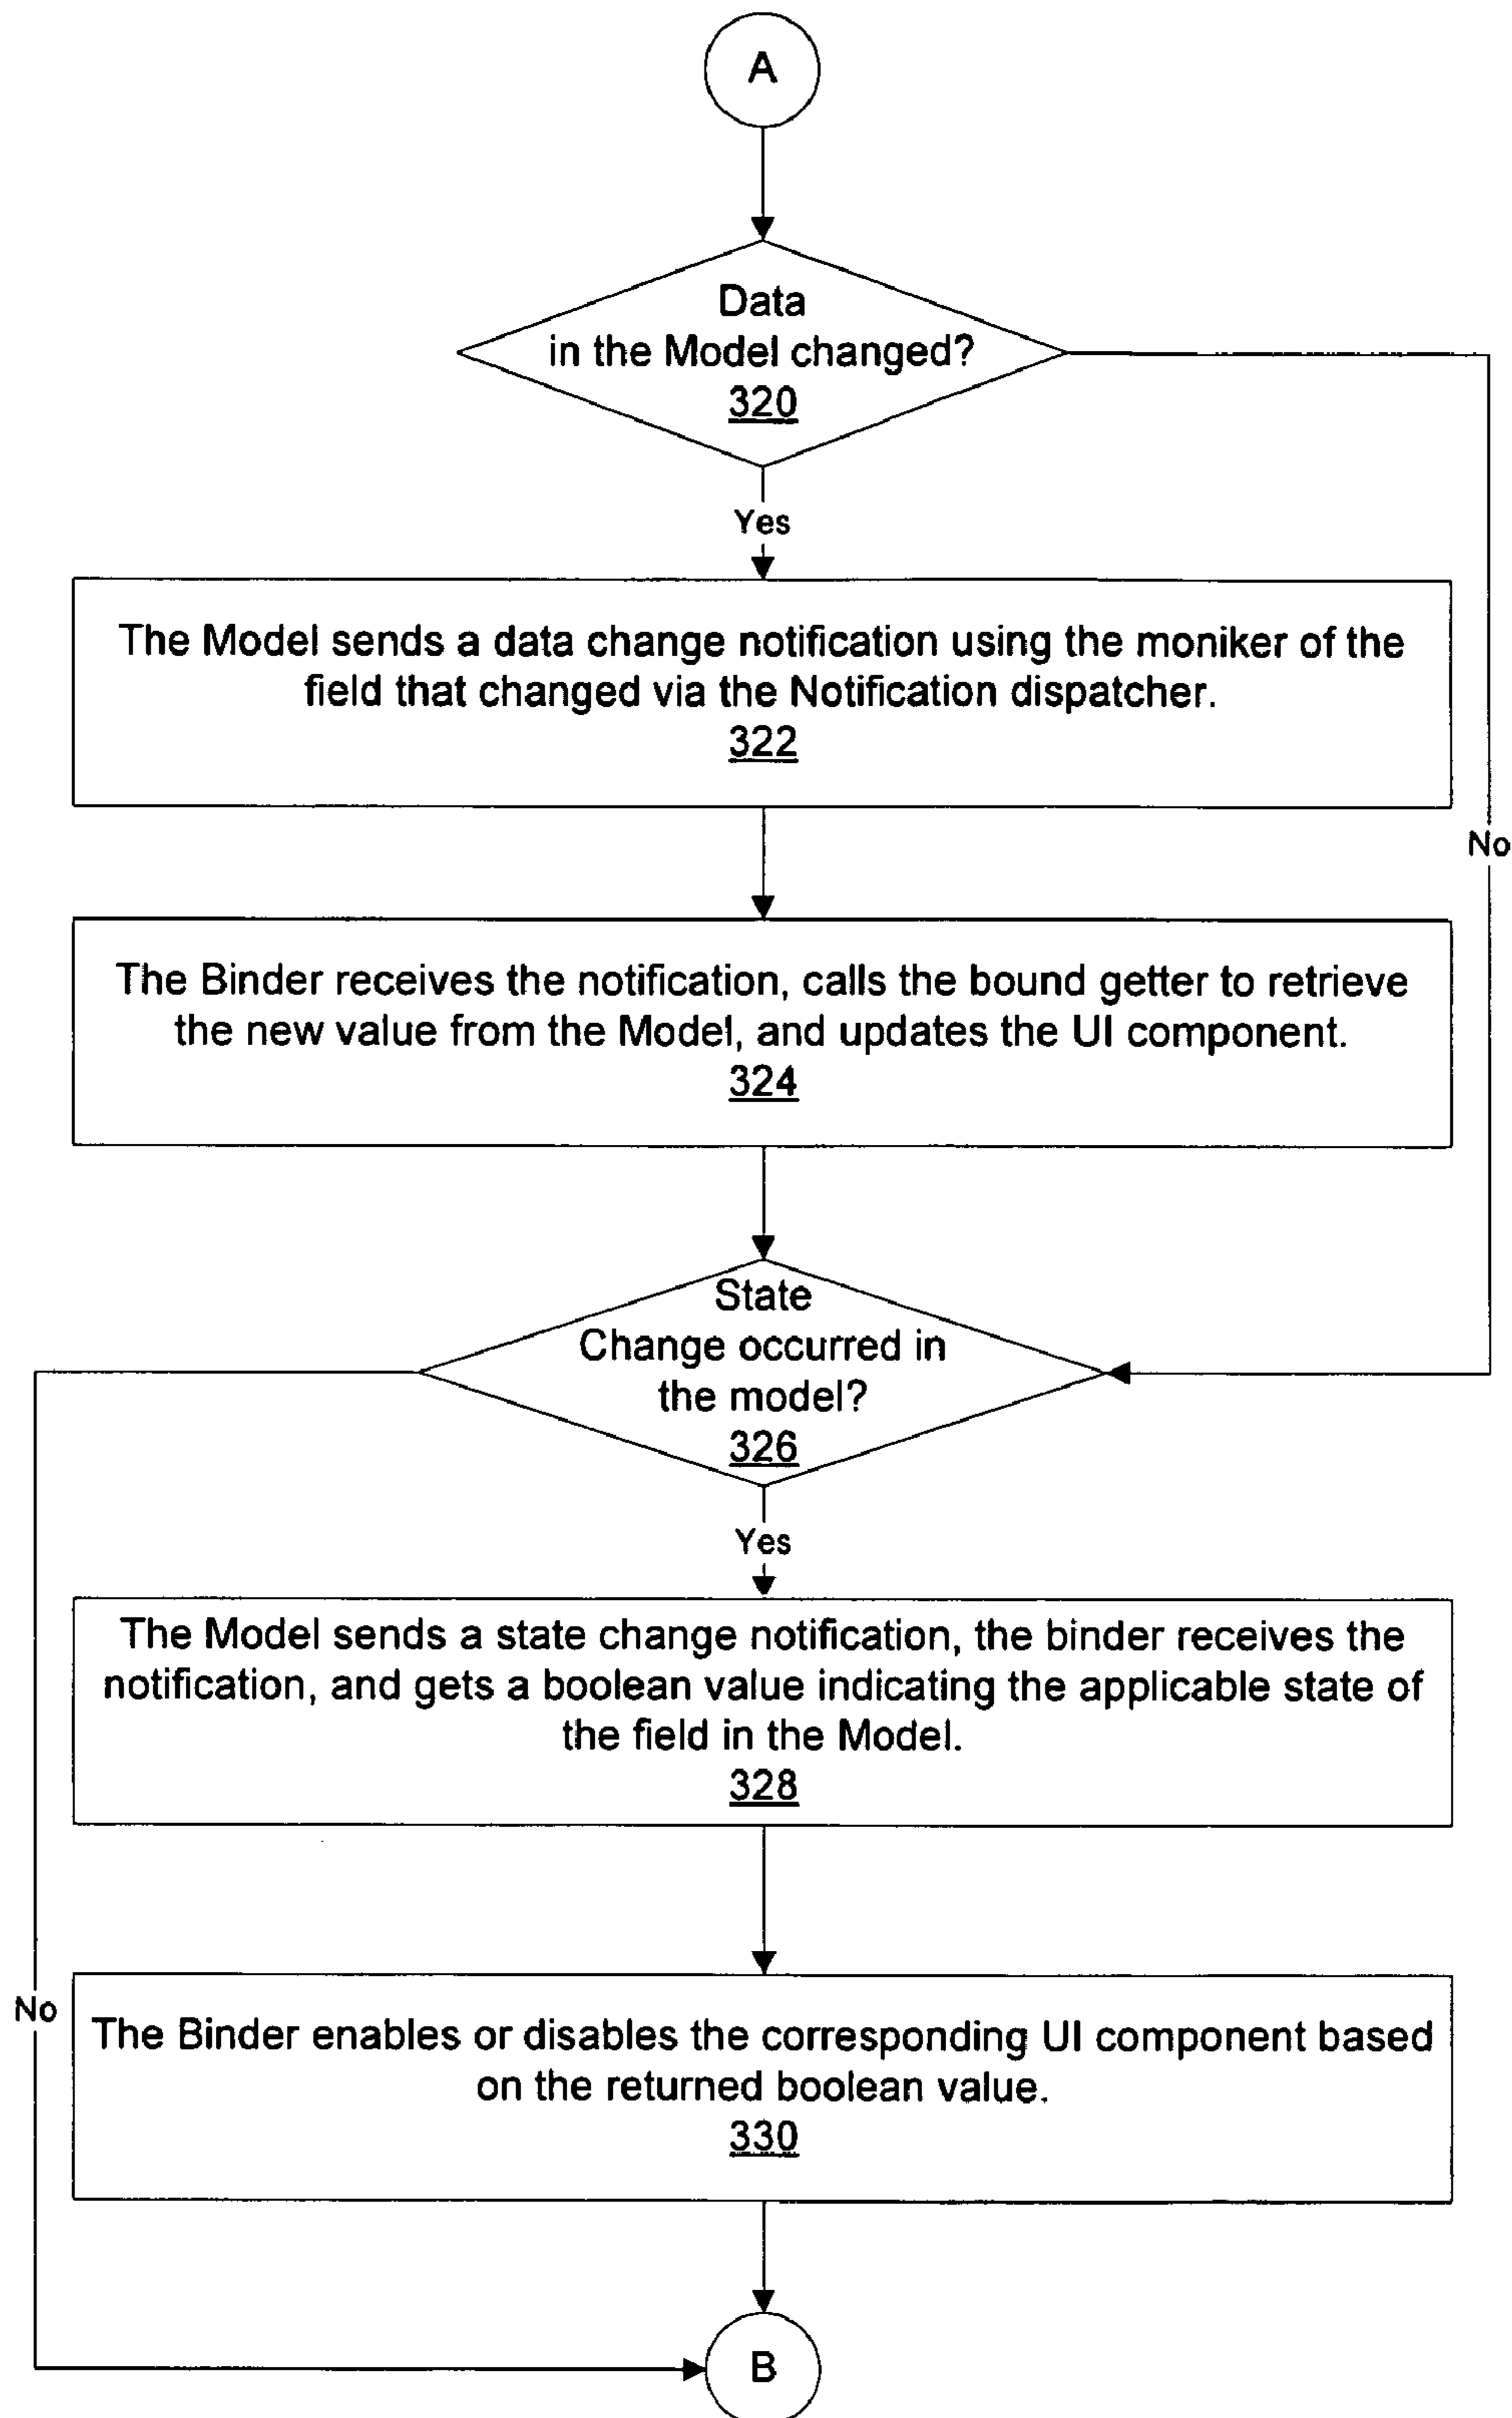 A
Data
in the Model changed?
320
Yes
The Model sends a data change notification using the moniker of the
field that changed via the Notification dispatcher.
322
No
The Binder receives the notification, calls the bound getter to retrieve
the new value from the Model, and updates the UI component.
324
State
Change occurred in
the model?
326
Yes
The Model sends a state change notification, the binder receives the
notification, and gets a boolean value indicating the applicable state of
the field in the Model.
328
No
The Binder enables or disables the corresponding UI component based
on the returned boolean value.
330
B